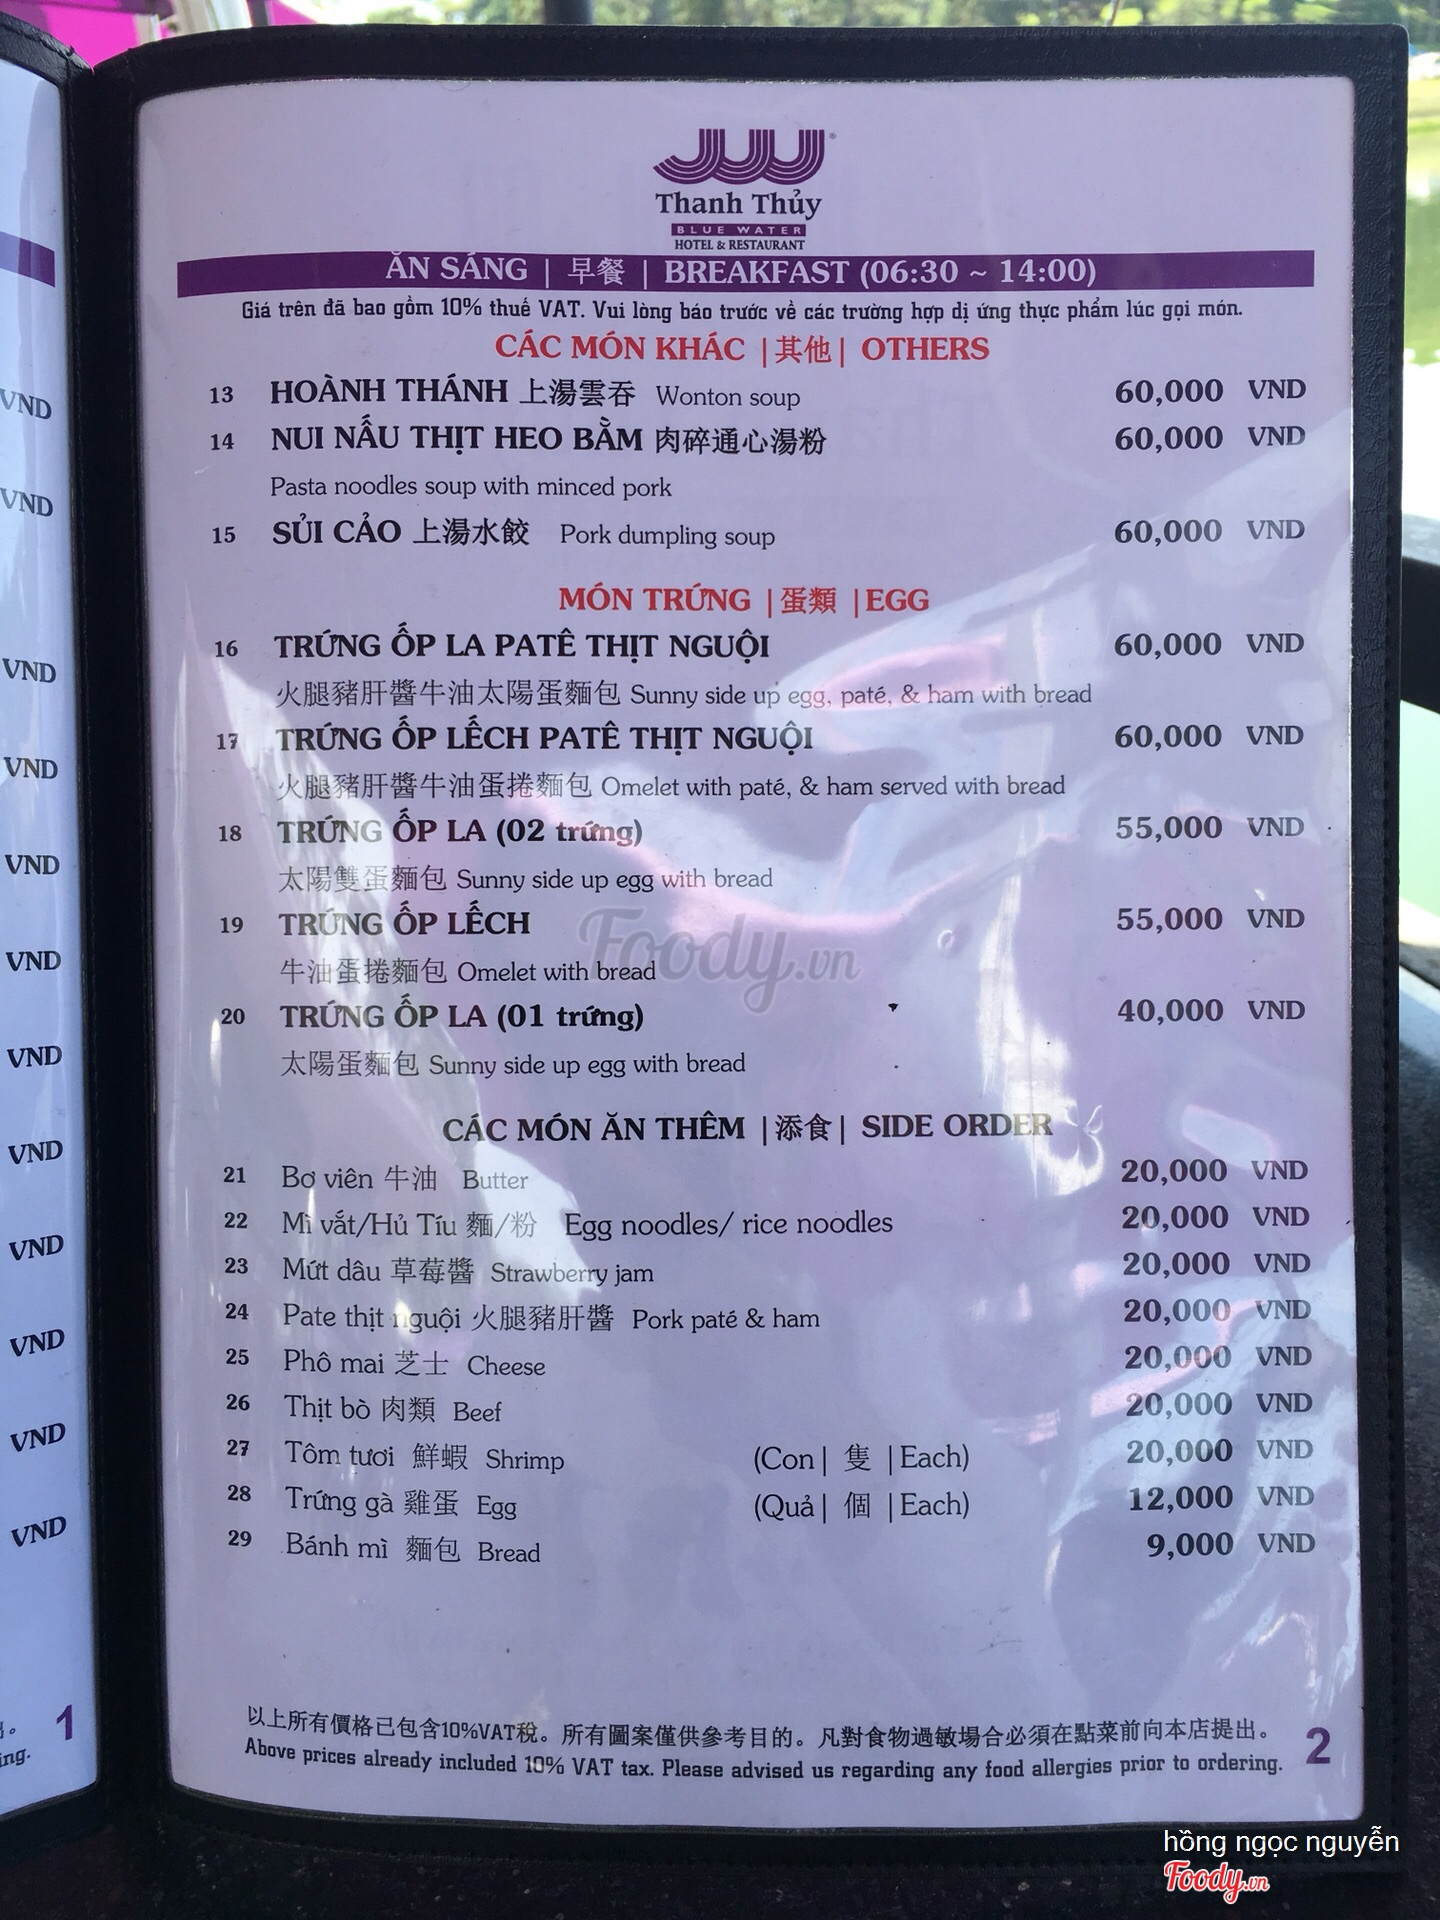 Thanh Thủy
BLUE WATER
HOTEL & RESTAURANT
ĂN SÁNG | 早餐 | BREAKFAST (06:30 ~ 14:00)
Giá trên đã bao gồm 10% thuế VAT. Vui lòng báo trước về các trường hợp dị ứng thực phẩm lúc gọi món.
CÁC MÓN KHÁC | 其他 | OTHERS
13 HOÀNH THÁNH 上湯雲吞 Wonton soup 60,000 VND
14 NUI NẤU THỊT HEO BẰM 肉碎通心湯粉 60,000 VND
Pasta noodles soup with minced pork
15 SỦI CẢO 上湯水餃 Pork dumpling soup 60,000 VND
MÓN TRỨNG | 蛋類 | EGG
16 TRỨNG ỐP LA PATÊ THỊT NGUỘI 60,000 VND
火腿豬肝醬牛油太陽蛋麵包 Sunny side up egg, paté, & ham with bread
17 TRỨNG ỐP LẾCH PATÊ THỊT NGUỘI 60,000 VND
火腿豬肝醬牛油蛋捲麵包 Omelet with paté, & ham served with bread
18 TRỨNG ỐP LA (02 trứng) 55,000 VND
太陽雙蛋麵包 Sunny side up egg with bread
19 TRỨNG ỐP LẾCH 55,000 VND
牛油蛋捲麵包 Omelet with bread
20 TRỨNG ỐP LA (01 trứng) 40,000 VND
太陽蛋麵包 Sunny side up egg with bread
CÁC MÓN ĂN THÊM | 添食 | SIDE ORDER
21 Bơ viên 牛油 Butter 20,000 VND
22 Mì vắt/Hủ Tíu 麵/粉 Egg noodles/ rice noodles 20,000 VND
23 Mứt dâu 草莓醬 Strawberry jam 20,000 VND
24 Pate thịt nguội 火腿豬肝醬 Pork paté & ham 20,000 VND
25 Phô mai 芝士 Cheese 20,000 VND
26 Thịt bò 肉類 Beef 20,000 VND
27 Tôm tươi 鮮蝦 Shrimp (Con | 隻 | Each) 20,000 VND
28 Trứng gà 雞蛋 Egg (Quả | 個 | Each) 12,000 VND
29 Bánh mì 麵包 Bread 9,000 VND
以上所有價格已包含10%VAT稅。所有圖案僅供參考目的。凡對食物過敏場合必須在點菜前向本店提出。
Above prices already included 10% VAT tax. Please advised us regarding any food allergies prior to ordering.
2
VND
VND
VND
VND
VND
VND
VND
VND
VND
VND
VND
VND
ing.
1
Foody.vn
hồng ngọc nguyễn
Foody.vn